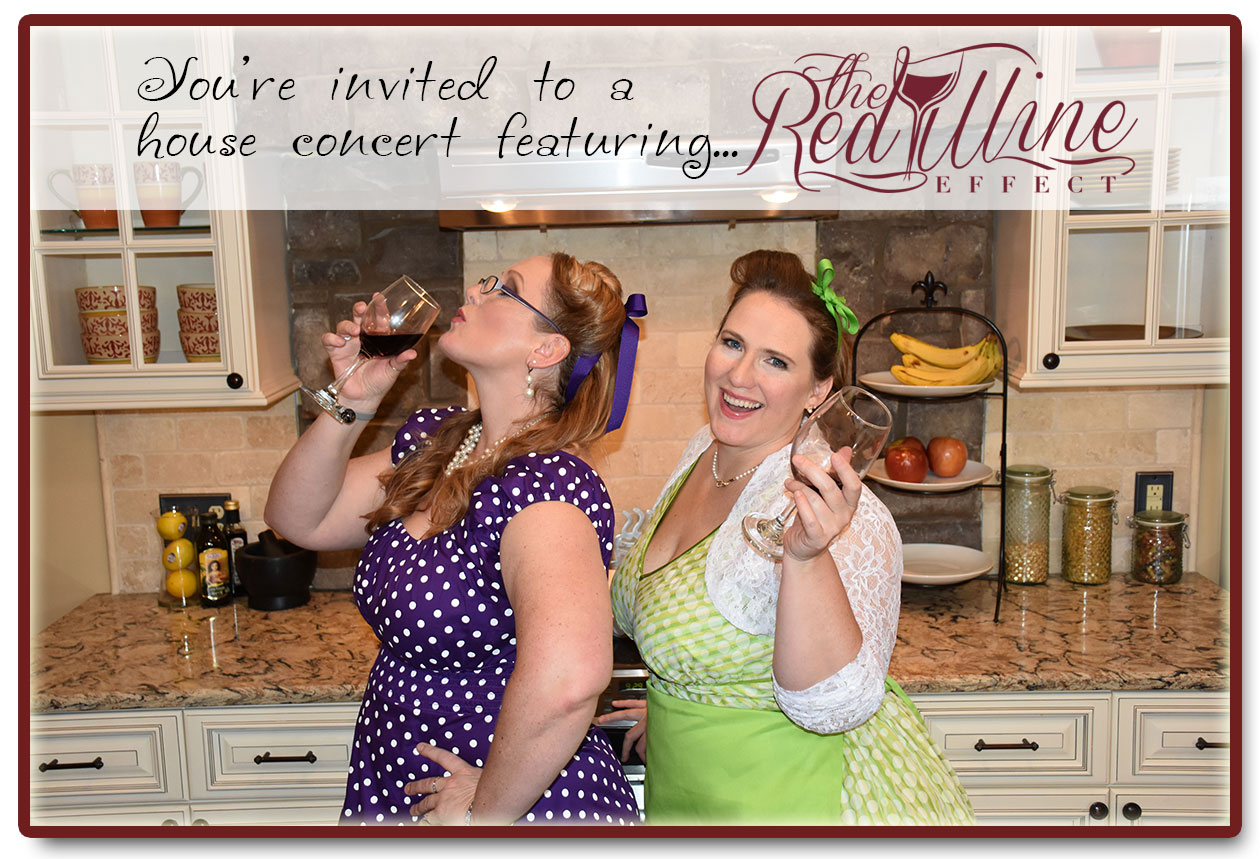 You're invited to a
house concert featuring...
the
Red Wine
EFFECT